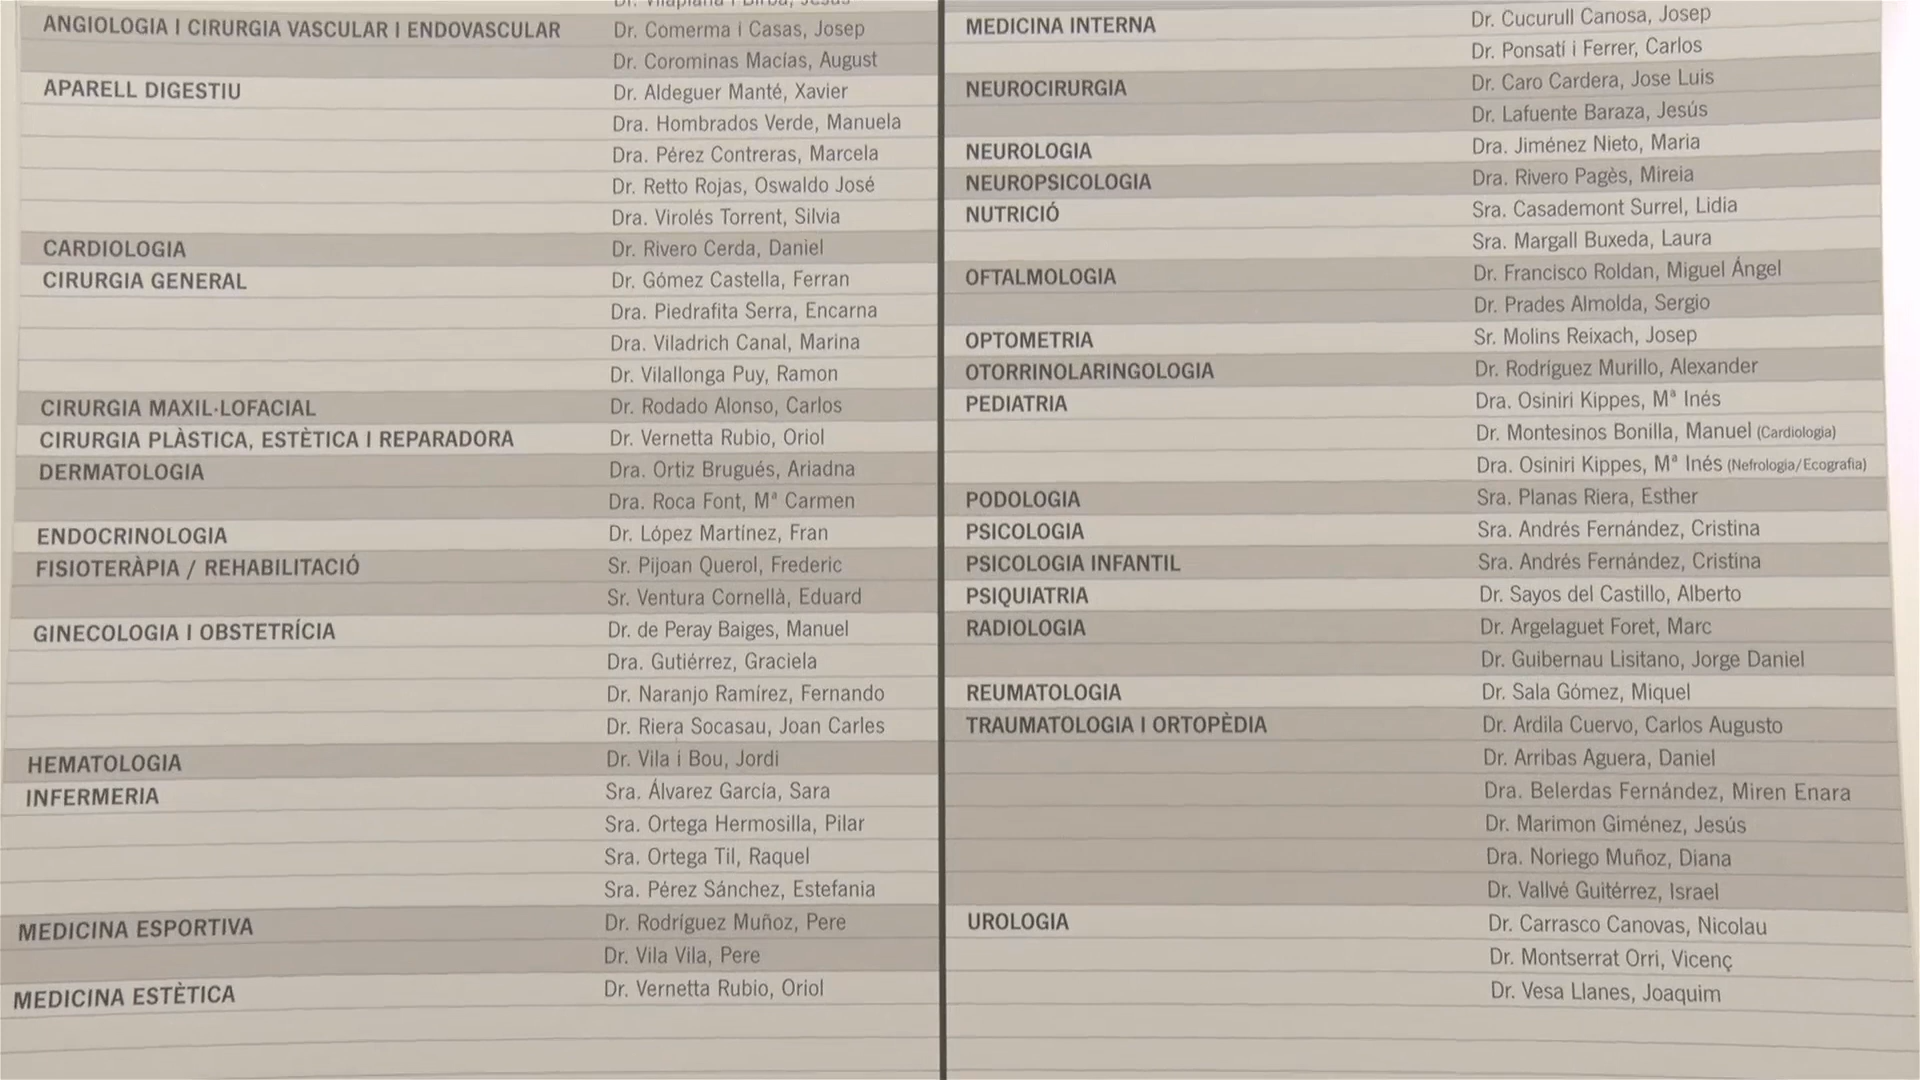 Dr. Vilaplana i Birba, Jesús
ANGIOLOGIA I CIRURGIA VASCULAR I ENDOVASCULAR Dr. Comerma i Casas, Josep
Dr. Corominas Macías, August
APARELL DIGESTIU Dr. Aldeguer Manté, Xavier
Dra. Hombrados Verde, Manuela
Dra. Pérez Contreras, Marcela
Dr. Retto Rojas, Oswaldo José
Dra. Virolés Torrent, Silvia
CARDIOLOGIA Dr. Rivero Cerda, Daniel
CIRURGIA GENERAL Dr. Gómez Castella, Ferran
Dra. Piedrafita Serra, Encarna
Dra. Viladrich Canal, Marina
Dr. Vilallonga Puy, Ramon
CIRURGIA MAXIL·LOFACIAL Dr. Rodado Alonso, Carlos
CIRURGIA PLÀSTICA, ESTÈTICA I REPARADORA Dr. Vernetta Rubio, Oriol
DERMATOLOGIA Dra. Ortiz Brugués, Ariadna
Dra. Roca Font, Mª Carmen
ENDOCRINOLOGIA Dr. López Martínez, Fran
FISIOTERÀPIA / REHABILITACIÓ Sr. Pijoan Querol, Frederic
Sr. Ventura Cornellà, Eduard
GINECOLOGIA I OBSTETRÍCIA Dr. de Peray Baiges, Manuel
Dra. Gutiérrez, Graciela
Dr. Naranjo Ramírez, Fernando
Dr. Riera Socasau, Joan Carles
HEMATOLOGIA Dr. Vila i Bou, Jordi
INFERMERIA Sra. Álvarez García, Sara
Sra. Ortega Hermosilla, Pilar
Sra. Ortega Til, Raquel
Sra. Pérez Sánchez, Estefania
MEDICINA ESPORTIVA Dr. Rodríguez Muñoz, Pere
Dr. Vila Vila, Pere
MEDICINA ESTÈTICA Dr. Vernetta Rubio, Oriol
MEDICINA INTERNA Dr. Cucurull Canosa, Josep
Dr. Ponsatí i Ferrer, Carlos
NEUROCIRURGIA Dr. Caro Cardera, Jose Luis
Dr. Lafuente Baraza, Jesús
NEUROLOGIA Dra. Jiménez Nieto, Maria
NEUROPSICOLOGIA Dra. Rivero Pagès, Mireia
NUTRICIÓ Sra. Casademont Surrel, Lidia
Sra. Margall Buxeda, Laura
OFTALMOLOGIA Dr. Francisco Roldan, Miguel Ángel
Dr. Prades Almolda, Sergio
OPTOMETRIA Sr. Molins Reixach, Josep
OTORRINOLARINGOLOGIA Dr. Rodríguez Murillo, Alexander
PEDIATRIA Dra. Osiniri Kippes, Mª Inés
Dr. Montesinos Bonilla, Manuel (Cardiologia)
Dra. Osiniri Kippes, Mª Inés (Nefrologia/Ecografia)
PODOLOGIA Sra. Planas Riera, Esther
PSICOLOGIA Sra. Andrés Fernández, Cristina
PSICOLOGIA INFANTIL Sra. Andrés Fernández, Cristina
PSIQUIATRIA Dr. Sayos del Castillo, Alberto
RADIOLOGIA Dr. Argelaguet Foret, Marc
Dr. Guibernau Lisitano, Jorge Daniel
REUMATOLOGIA Dr. Sala Gómez, Miquel
TRAUMATOLOGIA I ORTOPÈDIA Dr. Ardila Cuervo, Carlos Augusto
Dr. Arribas Aguera, Daniel
Dra. Belerdas Fernández, Miren Enara
Dr. Marimon Giménez, Jesús
Dra. Noriego Muñoz, Diana
Dr. Vallvé Guitérrez, Israel
UROLOGIA Dr. Carrasco Canovas, Nicolau
Dr. Montserrat Orri, Vicenç
Dr. Vesa Llanes, Joaquim